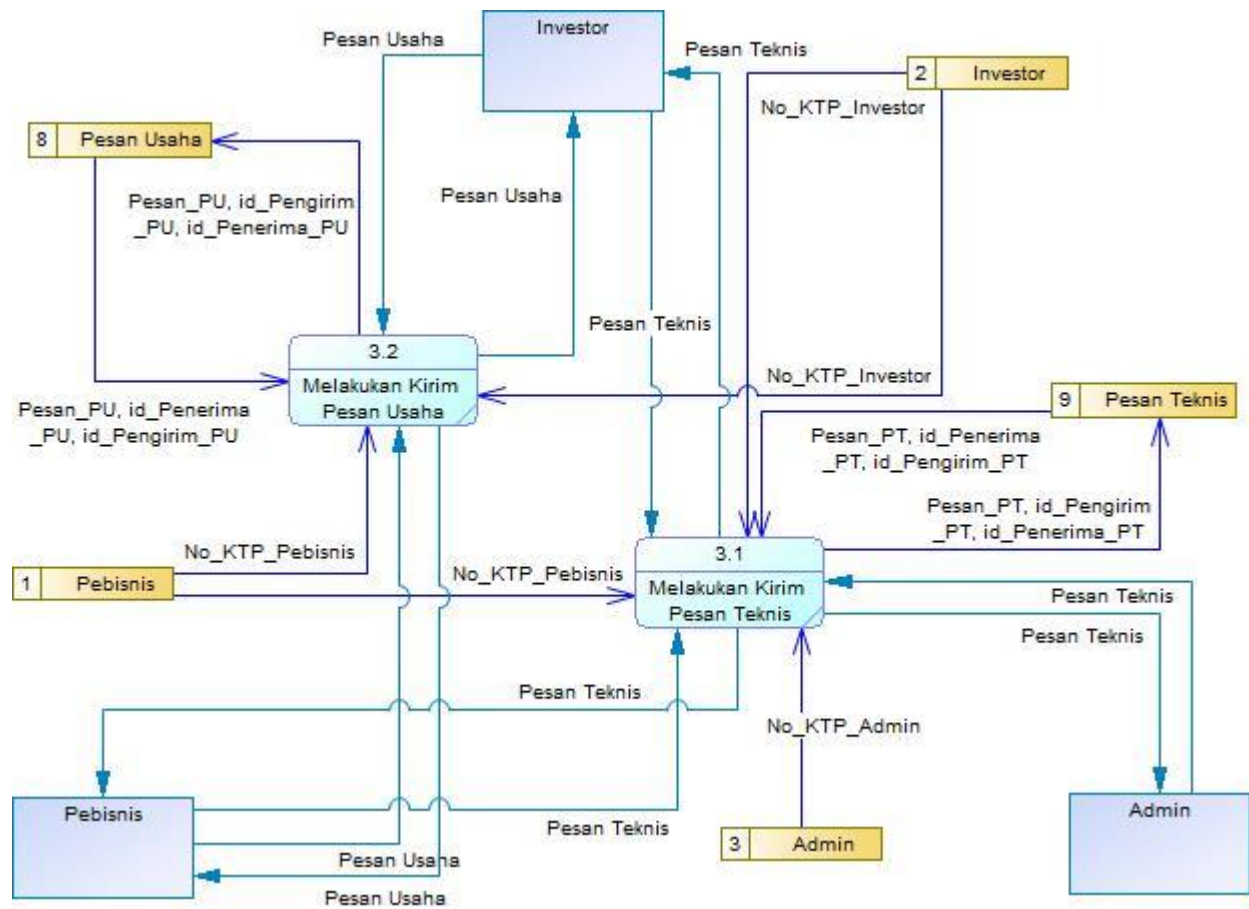 Investor
Pesan Usaha
Pesan Teknis
2 Investor
No_KTP_Investor
8 Pesan Usaha
Pesan_PU, id_Pengirim
_PU, id_Penerima_PU
Pesan Usaha
Pesan Teknis
3.2
Melakukan Kirim
Pesan Usaha
No_KTP_Investor
9 Pesan Teknis
Pesan_PU, id_Penerima
_PU, id_Pengirim_PU
Pesan_PT, id_Penerima
_PT, id_Pengirim_PT
Pesan_PT, id_Pengirim
_PT, id_Penerima_PT
No_KTP_Pebisnis
1 Pebisnis
No_KTP_Pebisnis
3.1
Melakukan Kirim
Pesan Teknis
Pesan Teknis
Pesan Teknis
Pesan Teknis
No_KTP_Admin
Pebisnis
Admin
Pesan Teknis
3 Admin
Pesan Usaha
Pesan Usaha